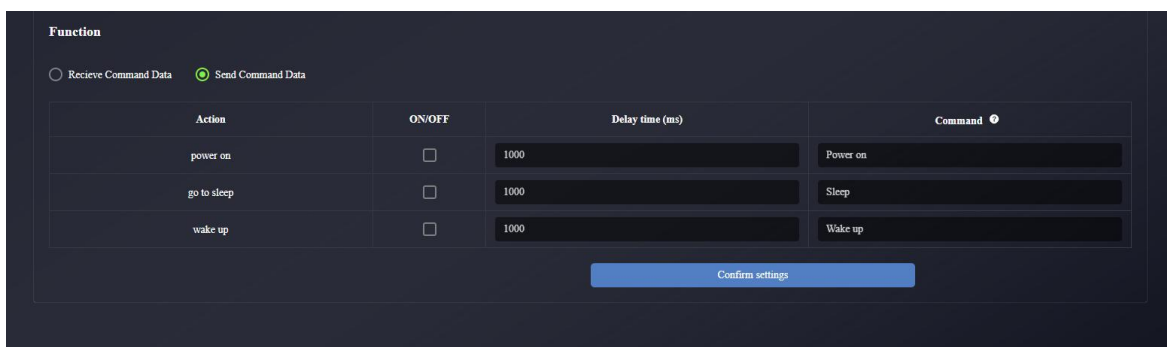 Function
Recieve Command Data Send Command Data
Action ON/OFF Delay time (ms) Command ?
power on 1000 Power on
go to sleep 1000 Sleep
wake up 1000 Wake up
Confirm settings